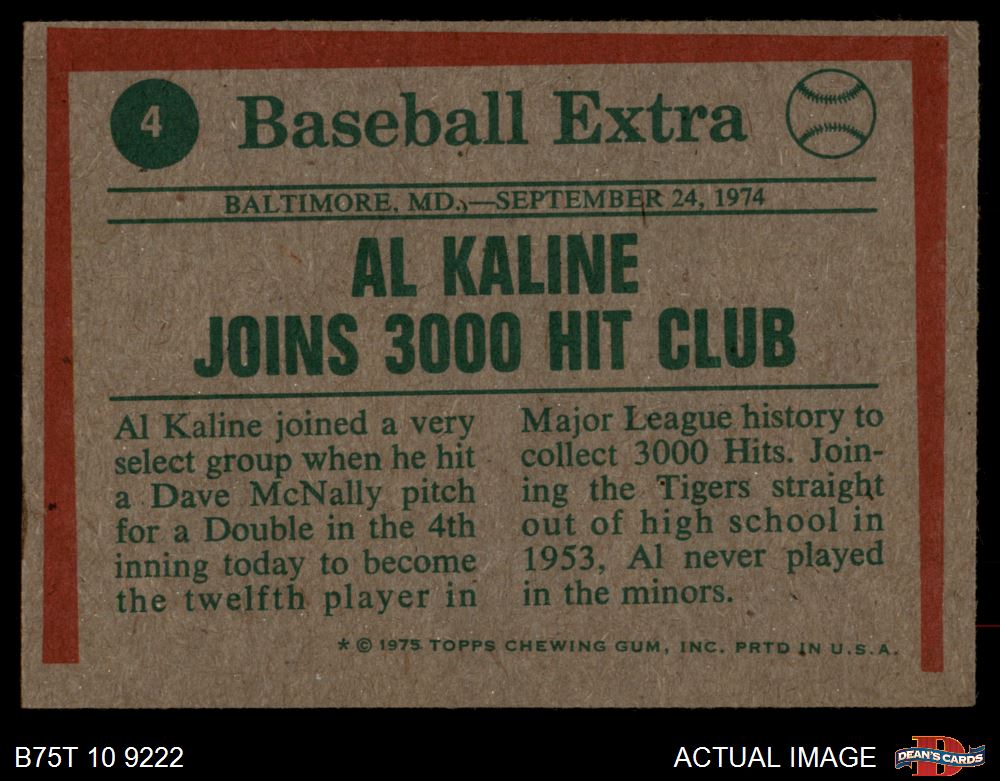 4
Baseball Extra
BALTIMORE, MD.,—SEPTEMBER 24, 1974
AL KALINE
JOINS 3000 HIT CLUB
Al Kaline joined a very
select group when he hit
a Dave McNally pitch
for a Double in the 4th
inning today to become
the twelfth player in
Major League history to
collect 3000 Hits. Join-
ing the Tigers straight
out of high school in
1953, Al never played
in the minors.
* © 1975 TOPPS CHEWING GUM, INC. PRTD IN U.S.A.
B75T 10 9222
ACTUAL IMAGE
D
DEAN'S CARDS